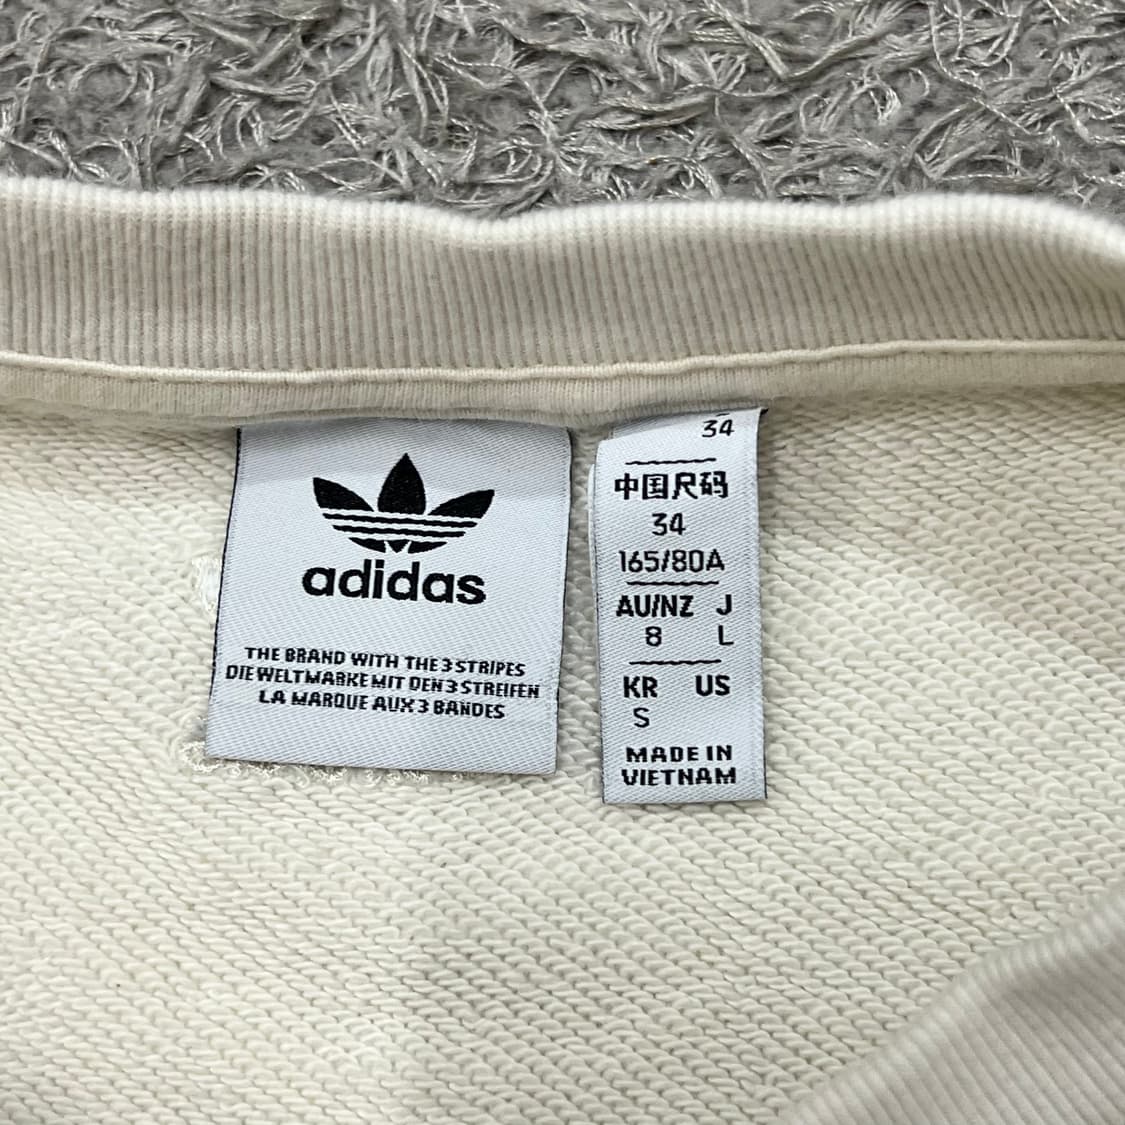 adidas
THE BRAND WITH THE 3 STRIPES
DIE WELTMARKE MIT DEN 3 STREIFEN
LA MARQUE AUX 3 BANDES
34
中国尺码
34
165/80A
AU/NZ J
8 L
KR US
S
MADE IN
VIETNAM